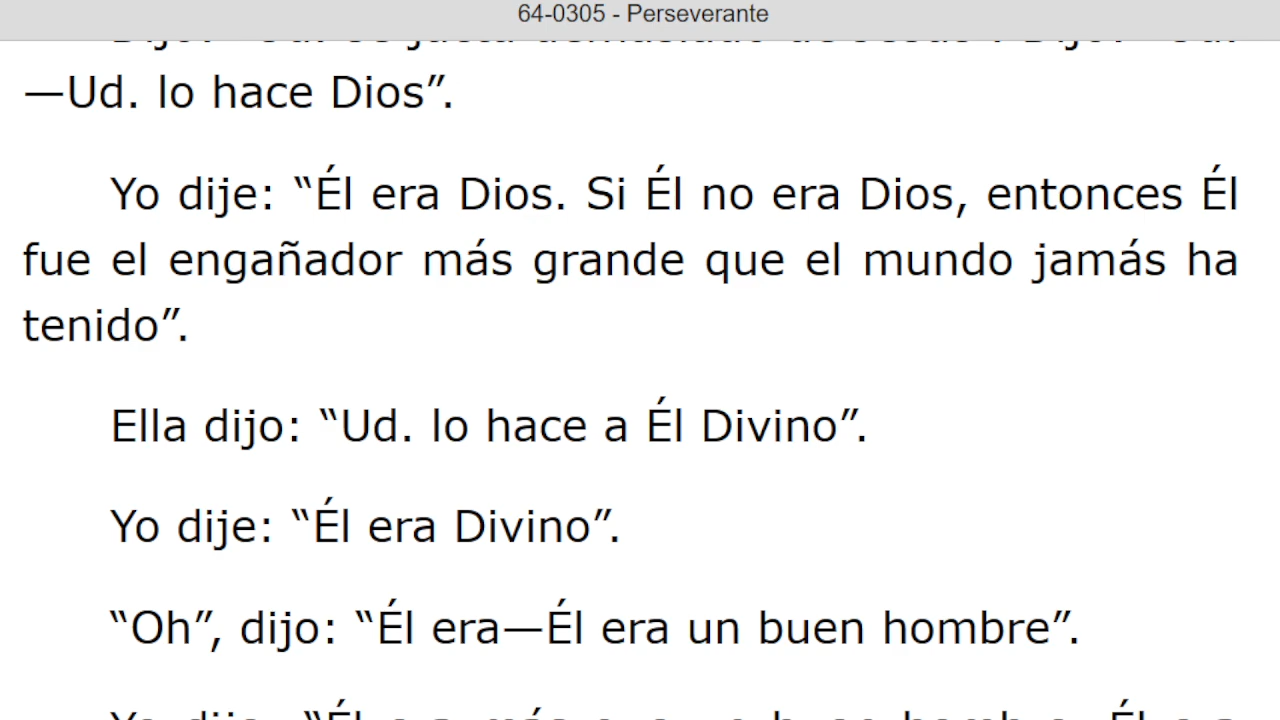 64-0305 - Perseverante
—Ud. lo hace Dios”.
Yo dije: “Él era Dios. Si Él no era Dios, entonces Él
fue el engañador más grande que el mundo jamás ha
tenido”.
Ella dijo: “Ud. lo hace a Él Divino”.
Yo dije: “Él era Divino”.
“Oh”, dijo: “Él era—Él era un buen hombre”.